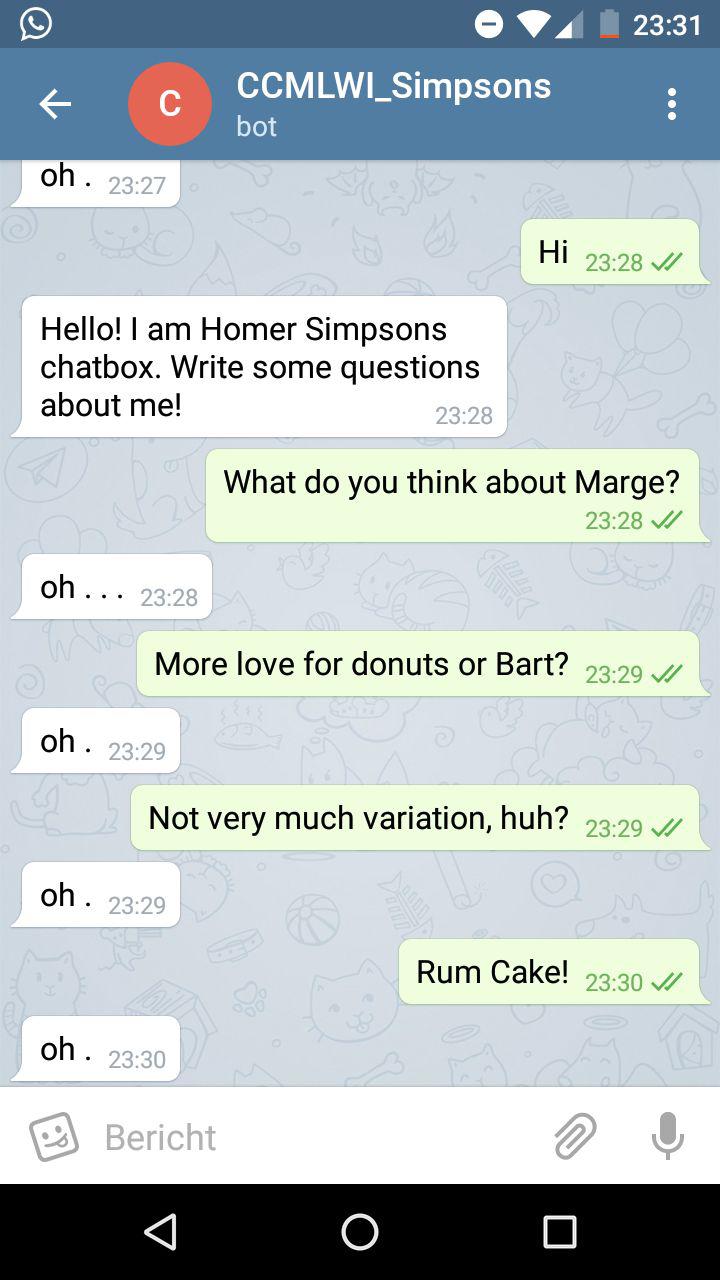 23:31
C
CCMLWI_Simpsons
bot
oh . 23:27
Hi 23:28
Hello! I am Homer Simpsons
chatbox. Write some questions
about me! 23:28
What do you think about Marge?
23:28
oh . . . 23:28
More love for donuts or Bart? 23:29
oh . 23:29
Not very much variation, huh? 23:29
oh . 23:29
Rum Cake! 23:30
oh . 23:30
Bericht